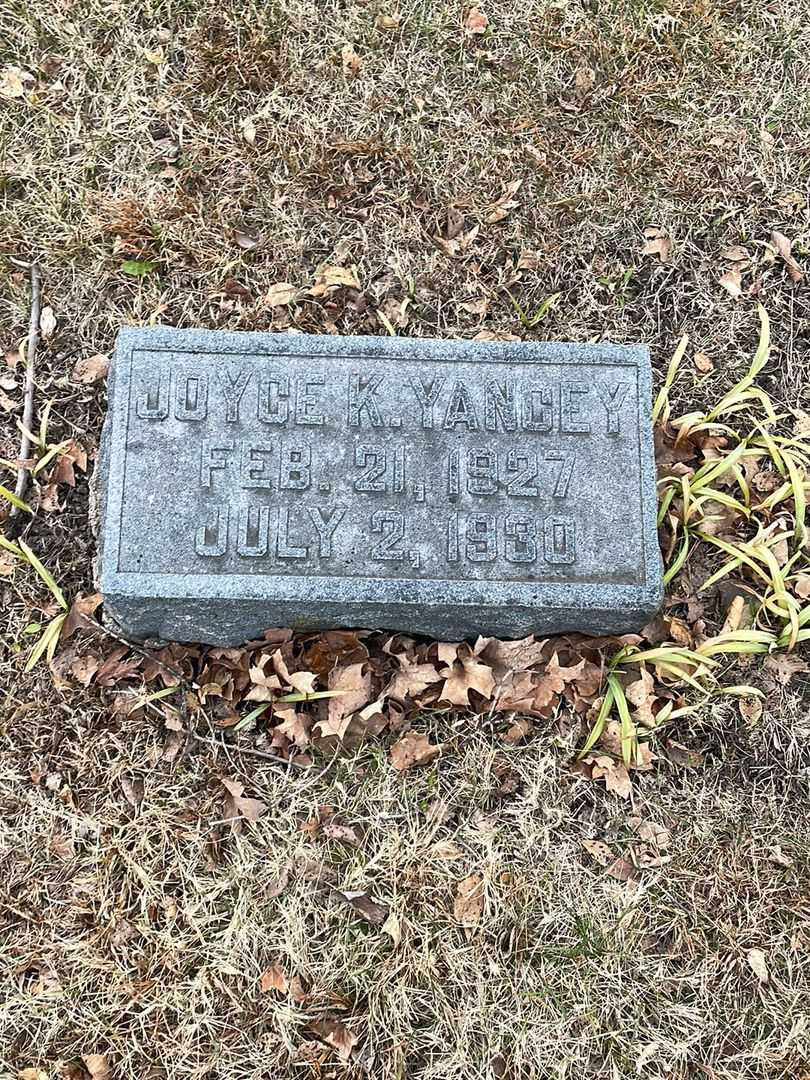 JOYCE K. YANCEY
FEB. 21, 1927
JULY 2, 1930